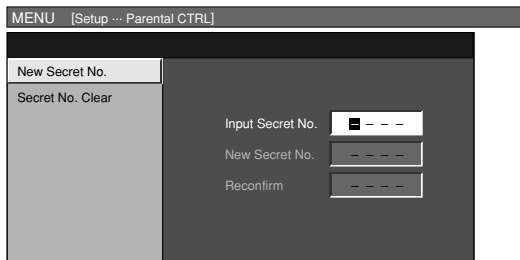 MENU [Setup ··· Parental CTRL]
New Secret No.
Secret No. Clear
Input Secret No. – – – –
New Secret No. – – – –
Reconfirm – – – –